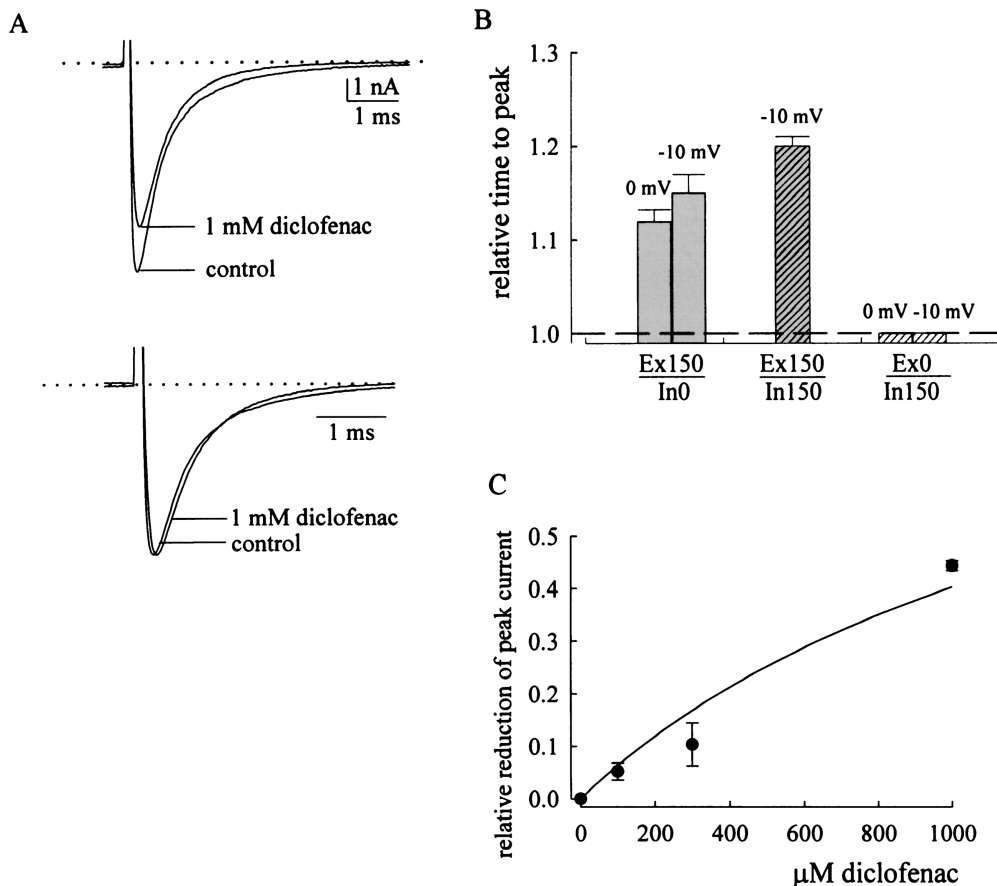 A
1 nA
1 ms
1 mM diclofenac
control
1 ms
1 mM diclofenac
control
B
relative time to peak
1.3
1.2
1.1
1.0
0 mV
-10 mV
-10 mV
0 mV -10 mV
Ex150
In0
Ex150
In150
Ex0
In150
C
relative reduction of peak current
0.5
0.4
0.3
0.2
0.1
0.0
0 200 400 600 800 1000
μM diclofenac